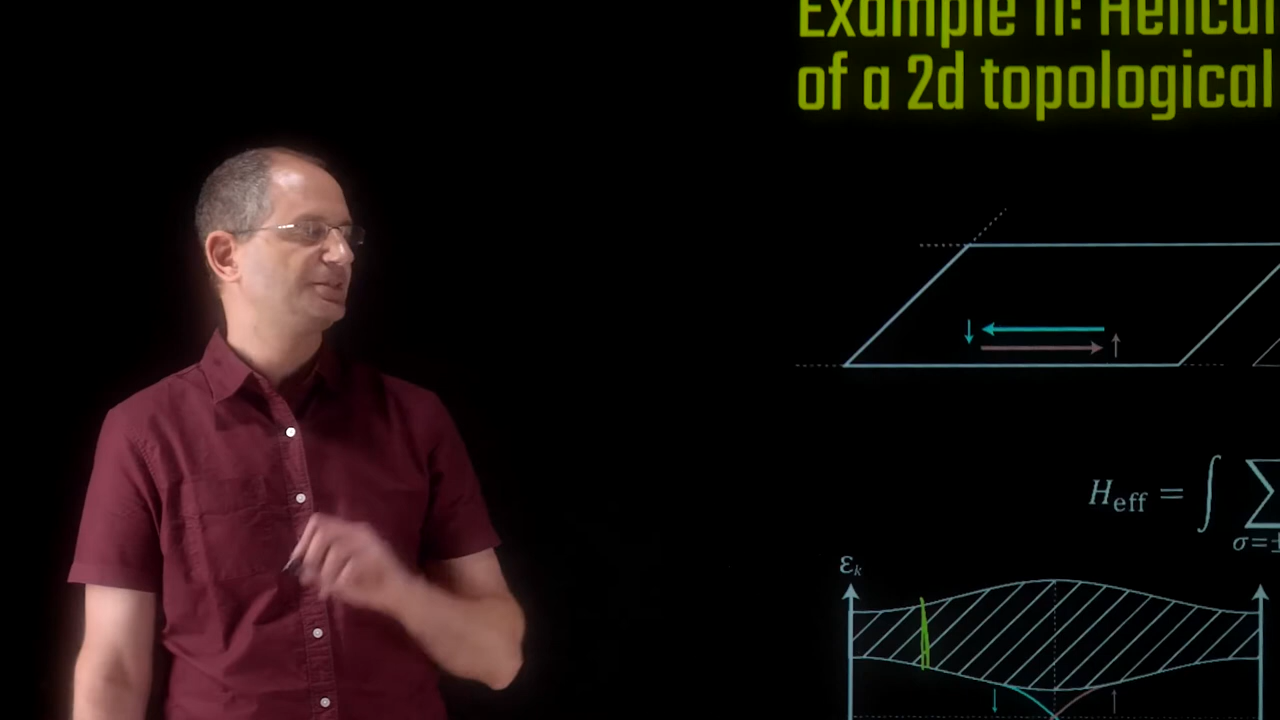 Example II: Helical
of a 2d topological
H_eff = ∫ ∑
σ=±
ε_k